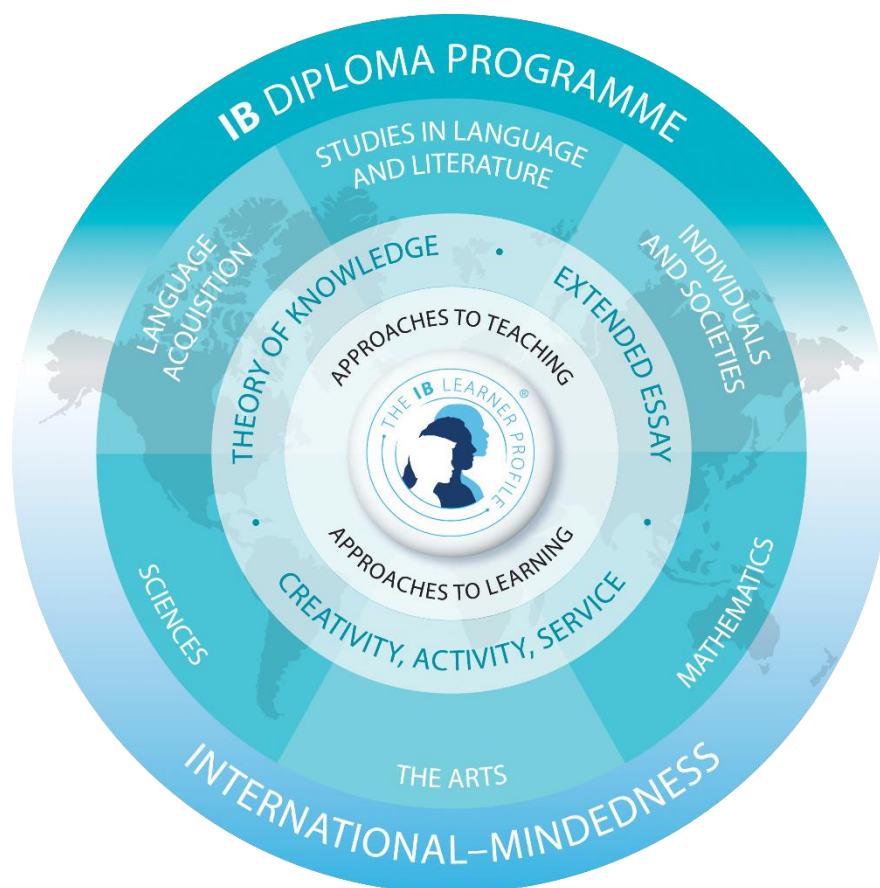 IB DIPLOMA PROGRAMME
STUDIES IN LANGUAGE
AND LITERATURE
LANGUAGE
ACQUISITION
INDIVIDUALS
AND SOCIETIES
THEORY OF KNOWLEDGE
EXTENDED ESSAY
APPROACHES TO TEACHING
THE IB LEARNER PROFILE
®
APPROACHES TO LEARNING
CREATIVITY, ACTIVITY, SERVICE
SCIENCES
MATHEMATICS
THE ARTS
INTERNATIONAL–MINDEDNESS